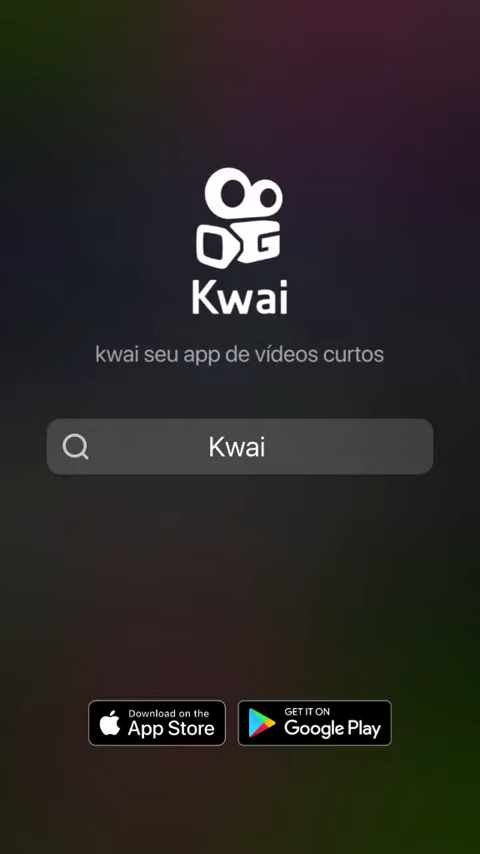 Kwai
kwai seu app de vídeos curtos
Kwai
Download on the
App Store
GET IT ON
Google Play